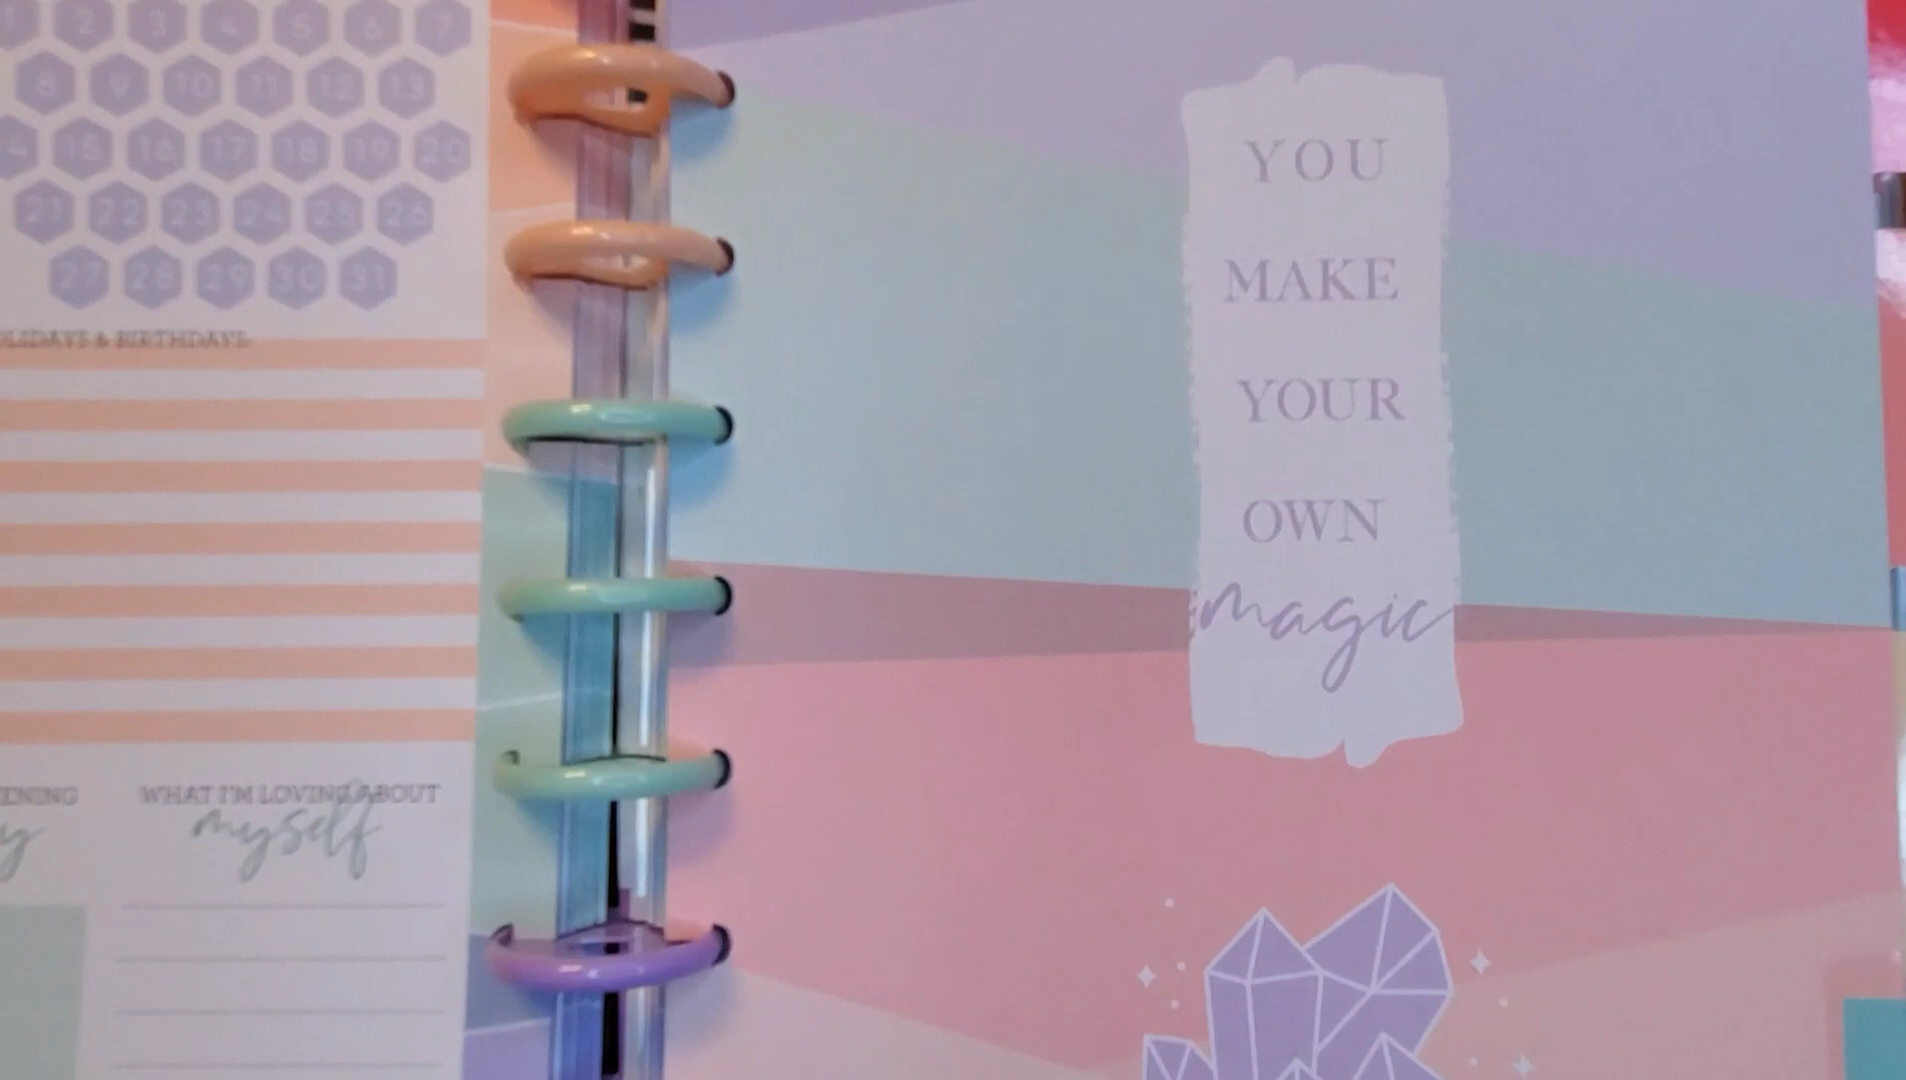 1 2 3 4 5 6 7
8 9 10 11 12 13
15 16 17 18 19 20
21 22 23 24 25 26
27 28 29 30 31
& BIRTHDAYS:
WHAT I'M LOVING ABOUT
myself
YOU
MAKE
YOUR
OWN
magic